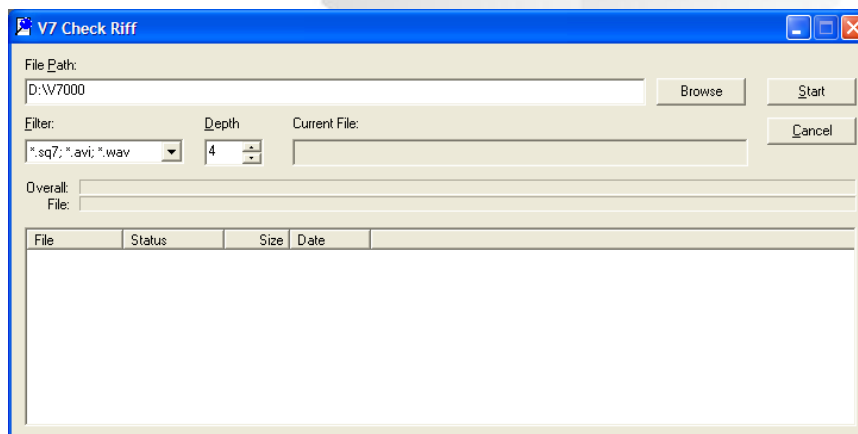 V7 Check Riff
File Path:
D:\V7000
Browse
Start
Filter:
Depth
Current File:
Cancel
*.sq7; *.avi; *.wav
4
Overall:
File:
File Status Size Date